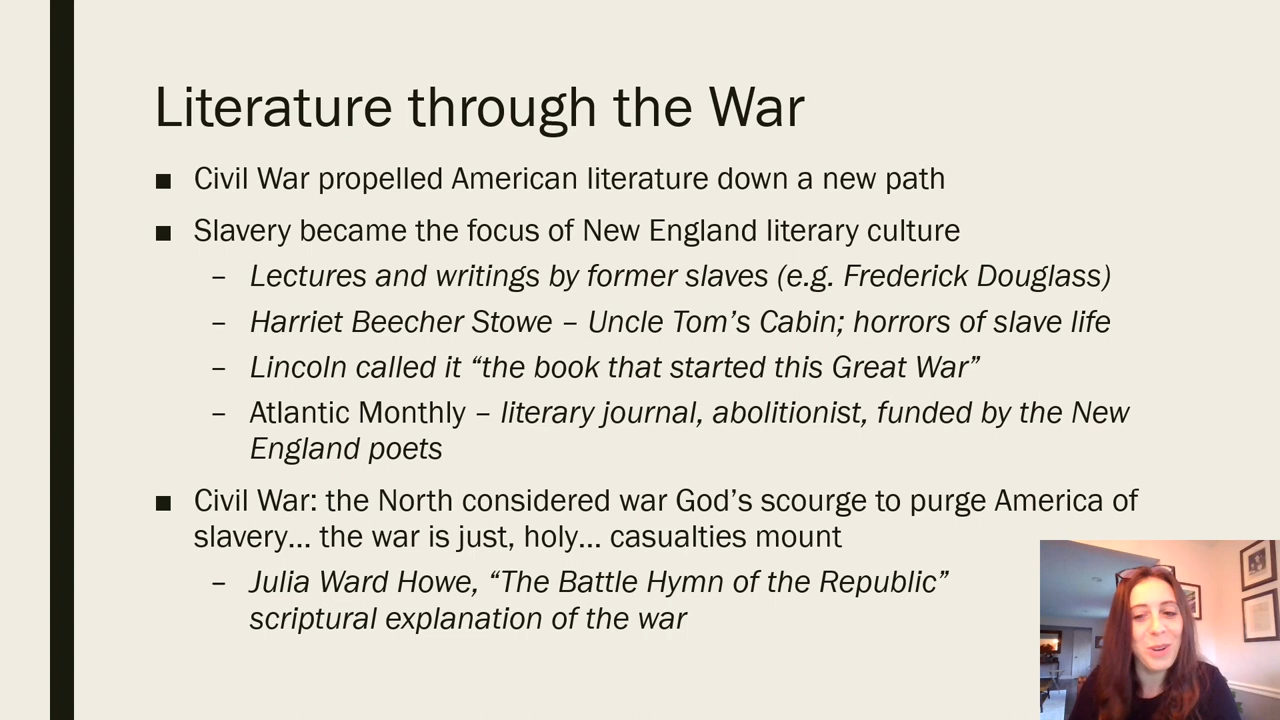 Literature through the War
■ Civil War propelled American literature down a new path
■ Slavery became the focus of New England literary culture
– Lectures and writings by former slaves (e.g. Frederick Douglass)
– Harriet Beecher Stowe – Uncle Tom’s Cabin; horrors of slave life
– Lincoln called it “the book that started this Great War”
– Atlantic Monthly – literary journal, abolitionist, funded by the New
England poets
■ Civil War: the North considered war God’s scourge to purge America of
slavery… the war is just, holy… casualties mount
– Julia Ward Howe, “The Battle Hymn of the Republic”
scriptural explanation of the war